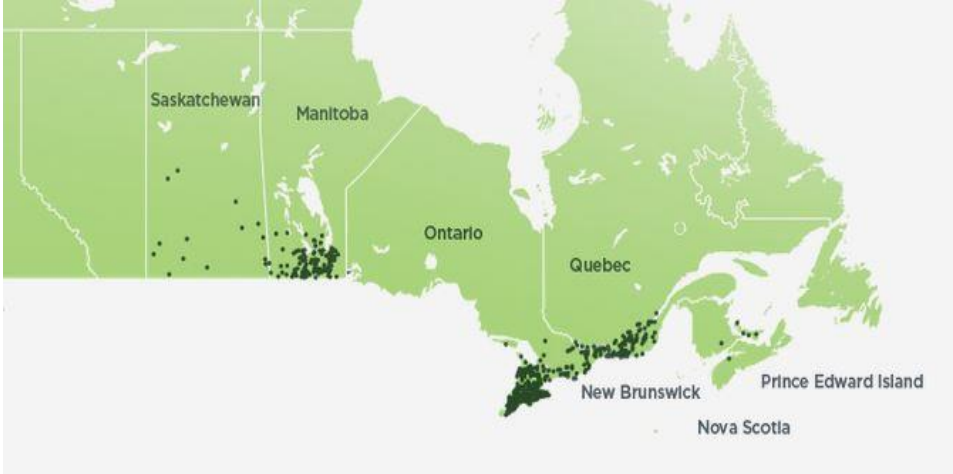 Saskatchewan
Manitoba
Ontario
Quebec
New Brunswick
Prince Edward Island
Nova Scotia